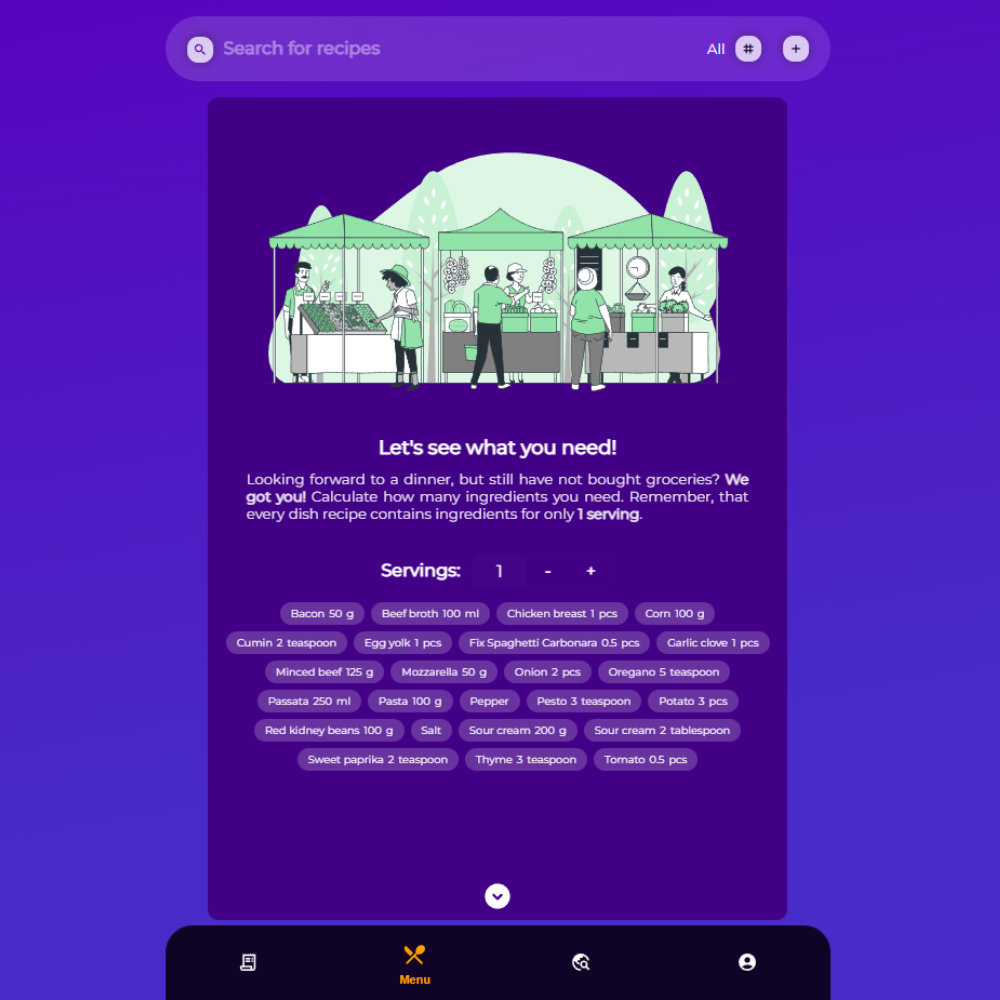 Search for recipes All # +
Let's see what you need!
Looking forward to a dinner, but still have not bought groceries? We
got you! Calculate how many ingredients you need. Remember, that
every dish recipe contains ingredients for only 1 serving.
Servings: 1 - +
Bacon 50 g Beef broth 100 ml Chicken breast 1 pcs Corn 100 g
Cumin 2 teaspoon Egg yolk 1 pcs Fix Spaghetti Carbonara 0.5 pcs Garlic clove 1 pcs
Minced beef 125 g Mozzarella 50 g Onion 2 pcs Oregano 5 teaspoon
Passata 250 ml Pasta 100 g Pepper Pesto 3 teaspoon Potato 3 pcs
Red kidney beans 100 g Salt Sour cream 200 g Sour cream 2 tablespoon
Sweet paprika 2 teaspoon Thyme 3 teaspoon Tomato 0.5 pcs
Menu